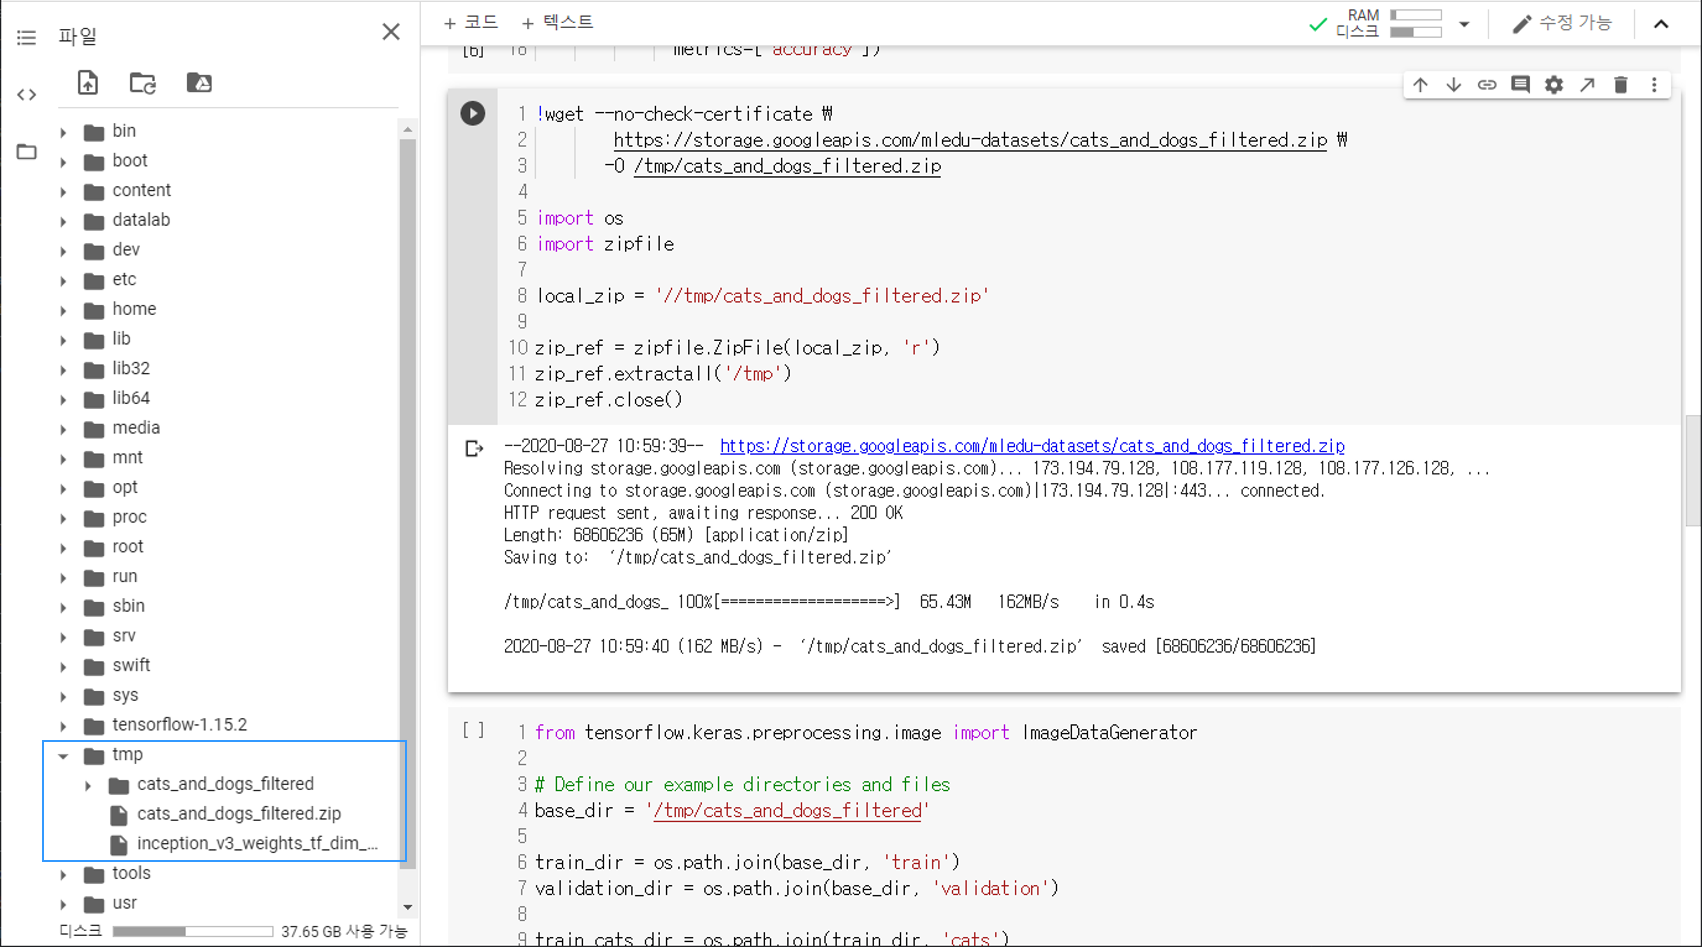 파일
bin
boot
content
datalab
dev
etc
home
lib
lib32
lib64
media
mnt
opt
proc
root
run
sbin
srv
swift
sys
tensorflow-1.15.2
tmp
cats_and_dogs_filtered
cats_and_dogs_filtered.zip
inception_v3_weights_tf_dim_...
tools
usr
디스크 37.65 GB 사용 가능
+ 코드 + 텍스트
RAM
디스크
수정 가능
[6] 18 metrics=['accuracy'])
1 !wget --no-check-certificate ₩
2 https://storage.googleapis.com/mledu-datasets/cats_and_dogs_filtered.zip ₩
3 -O /tmp/cats_and_dogs_filtered.zip
4
5 import os
6 import zipfile
7
8 local_zip = '//tmp/cats_and_dogs_filtered.zip'
9
10 zip_ref = zipfile.ZipFile(local_zip, 'r')
11 zip_ref.extractall('/tmp')
12 zip_ref.close()
--2020-08-27 10:59:39-- https://storage.googleapis.com/mledu-datasets/cats_and_dogs_filtered.zip
Resolving storage.googleapis.com (storage.googleapis.com)... 173.194.79.128, 108.177.119.128, 108.177.126.128, ...
Connecting to storage.googleapis.com (storage.googleapis.com)|173.194.79.128|:443... connected.
HTTP request sent, awaiting response... 200 OK
Length: 68606236 (65M) [application/zip]
Saving to: ‘/tmp/cats_and_dogs_filtered.zip’
/tmp/cats_and_dogs_ 100%[===================>] 65.43M 162MB/s in 0.4s
2020-08-27 10:59:40 (162 MB/s) - ‘/tmp/cats_and_dogs_filtered.zip’ saved [68606236/68606236]
[ ] 1 from tensorflow.keras.preprocessing.image import ImageDataGenerator
2
3 # Define our example directories and files
4 base_dir = '/tmp/cats_and_dogs_filtered'
5
6 train_dir = os.path.join(base_dir, 'train')
7 validation_dir = os.path.join(base_dir, 'validation')
8
9 train_cats_dir = os.path.join(train_dir, 'cats')